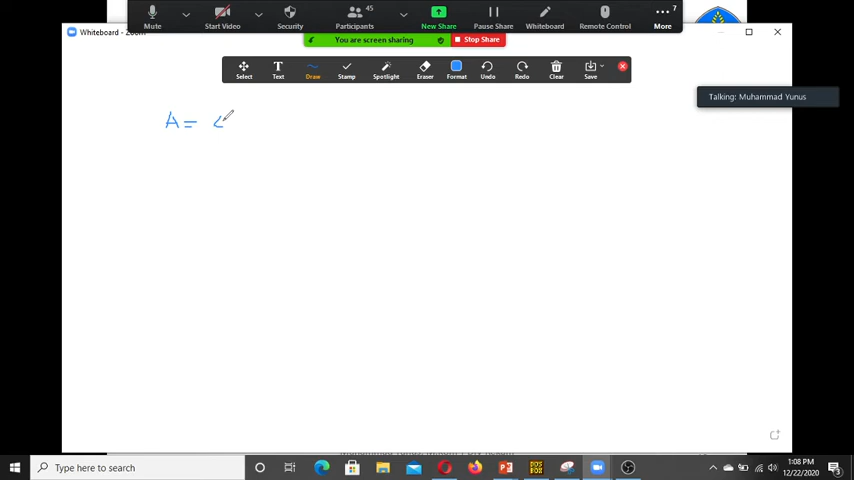 45
7
Mute
Start Video
Security
Participants
New Share
Pause Share
Whiteboard
Remote Control
More
You are screen sharing
Stop Share
Whiteboard - Zoom
Select
Text
Draw
Stamp
Spotlight
Eraser
Format
Undo
Redo
Clear
Save
Talking: Muhammad Yunus
A =
Type here to search
1:08 PM
12/22/2020
3